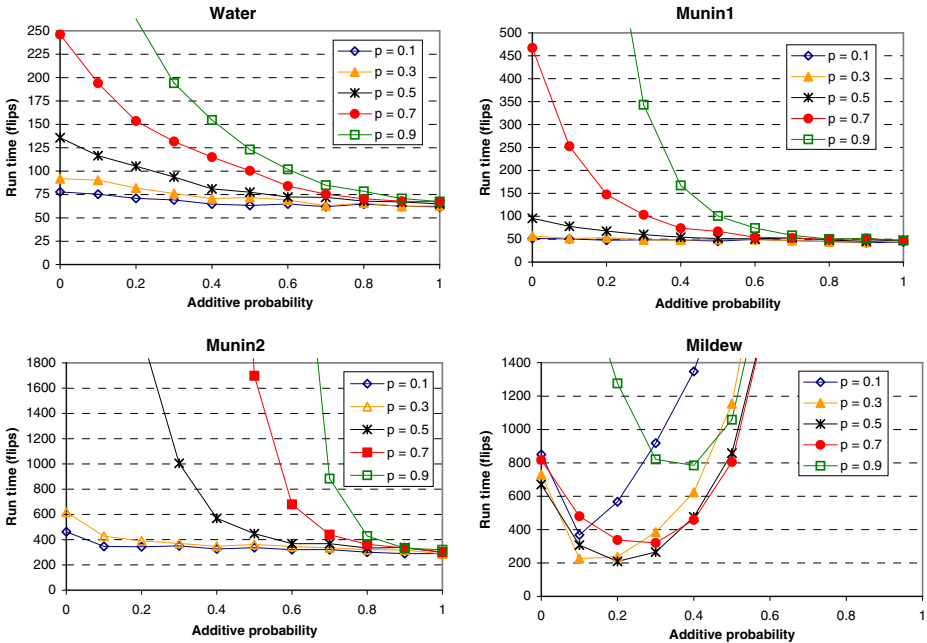 Water
Run time (flips)
250
225
200
175
150
125
100
75
50
25
0
0 0.2 0.4 0.6 0.8 1
Additive probability
p = 0.1
p = 0.3
p = 0.5
p = 0.7
p = 0.9
Munin1
Run time (flips)
500
450
400
350
300
250
200
150
100
50
0
0 0.2 0.4 0.6 0.8 1
Additive probability
p = 0.1
p = 0.3
p = 0.5
p = 0.7
p = 0.9
Munin2
Run time (flips)
1800
1600
1400
1200
1000
800
600
400
200
0
0 0.2 0.4 0.6 0.8 1
Additive probability
p = 0.1
p = 0.3
p = 0.5
p = 0.7
p = 0.9
Mildew
Run time (flips)
1400
1200
1000
800
600
400
200
0
0 0.2 0.4 0.6 0.8 1
Additive probability
p = 0.1
p = 0.3
p = 0.5
p = 0.7
p = 0.9